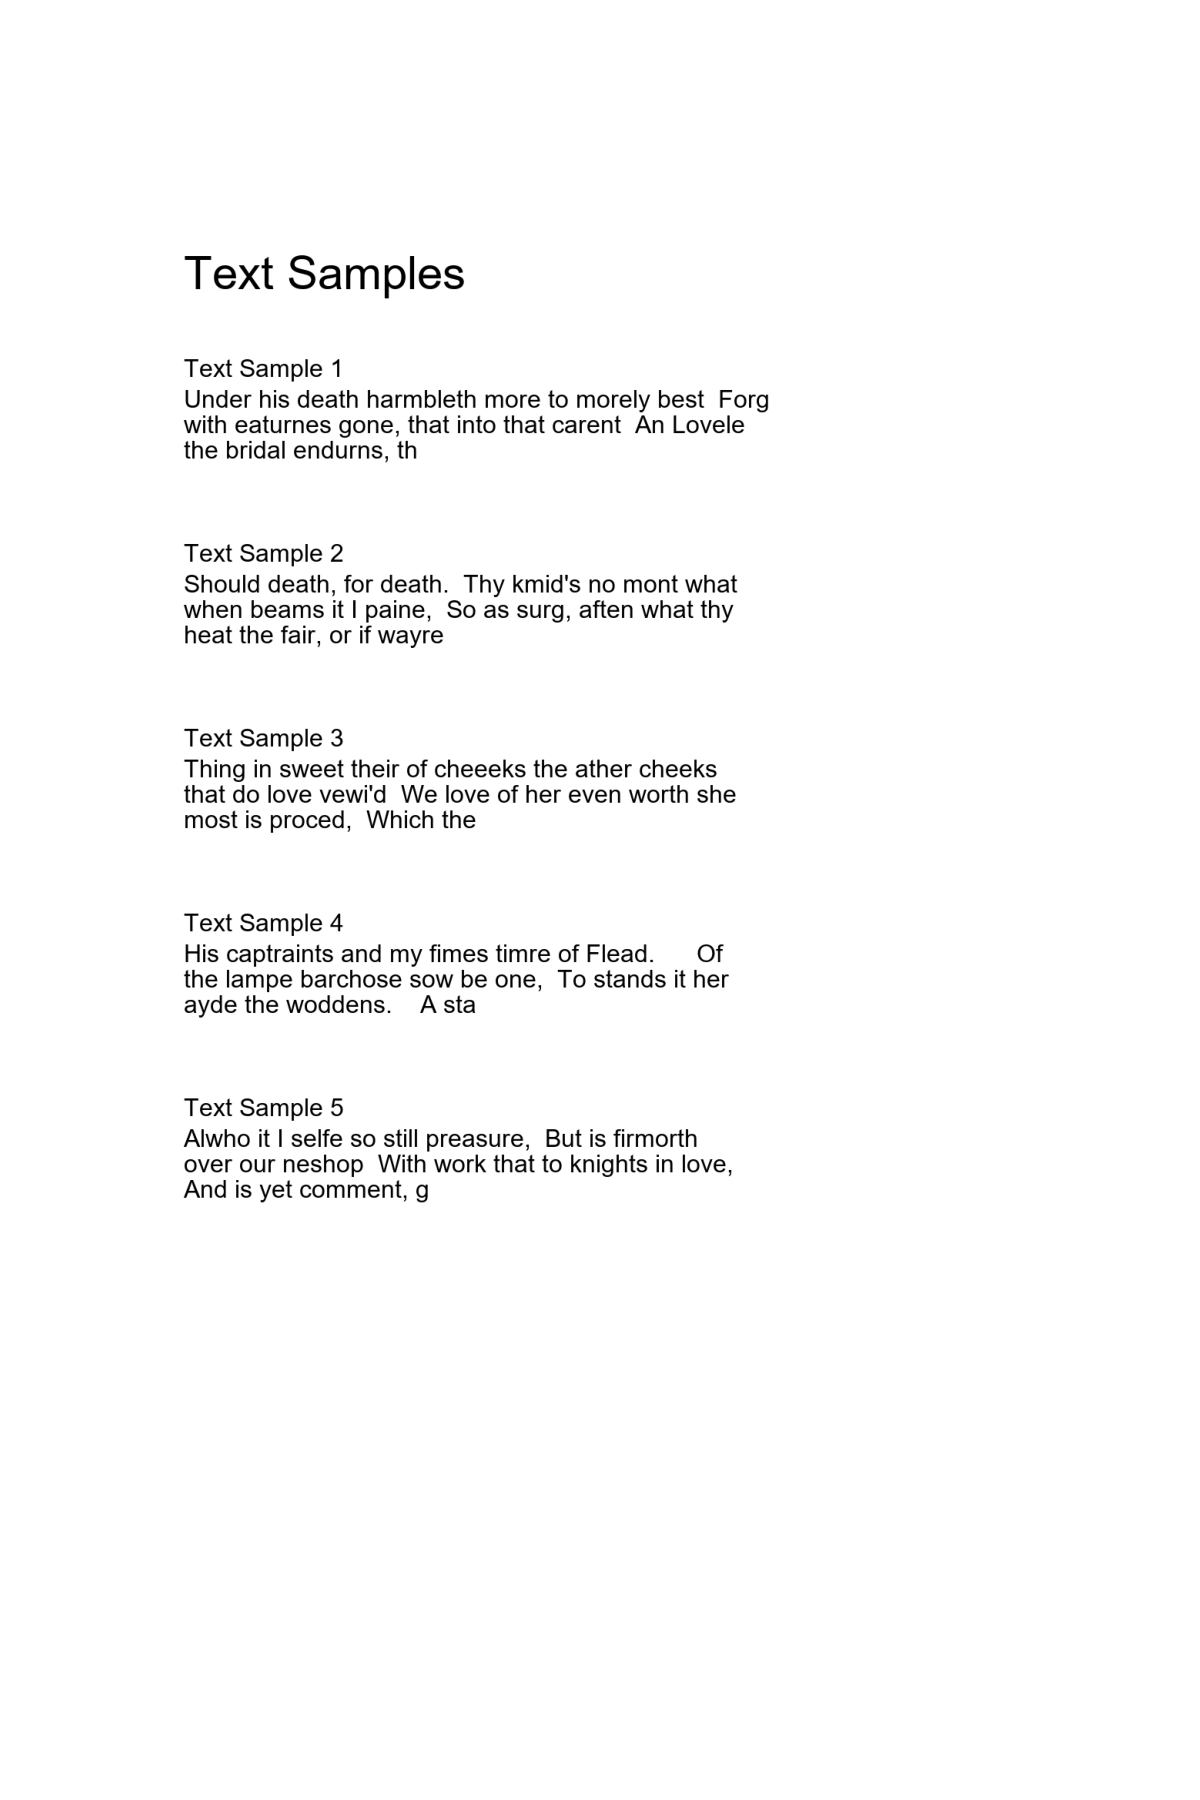 Text Samples
Text Sample 1
Under his death harmbleth more to morely best  Forg
with eaturnes gone, that into that carent  An Lovele
the bridal endurns, th
Text Sample 2
Should death, for death.  Thy kmid's no mont what
when beams it I paine,  So as surg, aften what thy
heat the fair, or if wayre
Text Sample 3
Thing in sweet their of cheeeks the ather cheeks
that do love vewi'd  We love of her even worth she
most is proced,  Which the
Text Sample 4
His captraints and my fimes timre of Flead.      Of
the lampe barchose sow be one,  To stands it her
ayde the woddens.    A sta
Text Sample 5
Alwho it I selfe so still preasure,  But is firmorth
over our neshop  With work that to knights in love,
And is yet comment, g